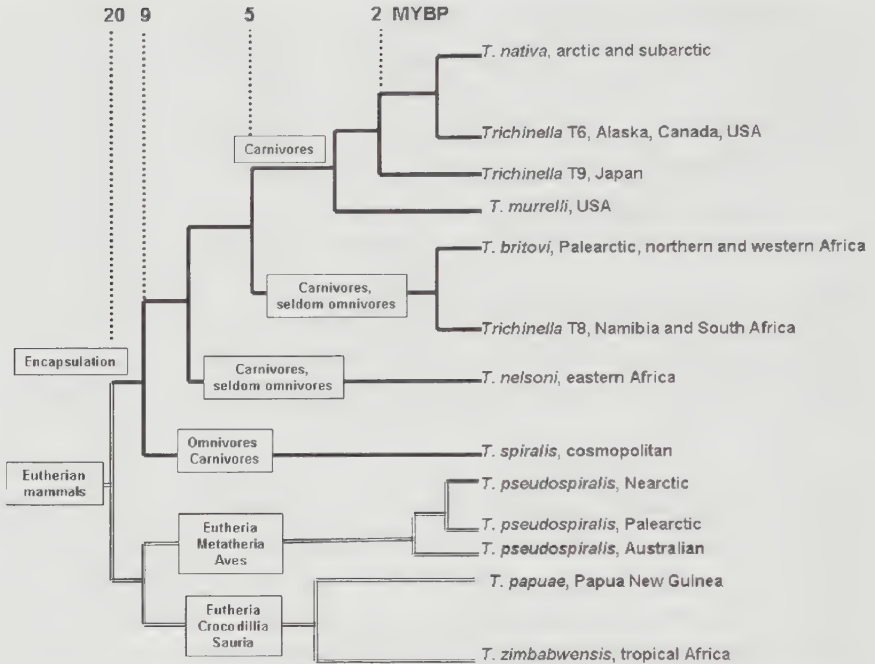 20 9 5 2 MYBP
T. nativa, arctic and subarctic
Trichinella T6, Alaska, Canada, USA
Carnivores
Trichinella T9, Japan
T. murrelli, USA
T. britovi, Palearctic, northern and western Africa
Carnivores,
seldom omnivores
Trichinella T8, Namibia and South Africa
Encapsulation
Carnivores,
seldom omnivores
T. nelsoni, eastern Africa
Omnivores
Carnivores
T. spiralis, cosmopolitan
Eutherian
mammals
T. pseudospiralis, Nearctic
Eutheria
Metatheria
Aves
T. pseudospiralis, Palearctic
T. pseudospiralis, Australian
T. papuae, Papua New Guinea
Eutheria
Crocodillia
Sauria
T. zimbabwensis, tropical Africa